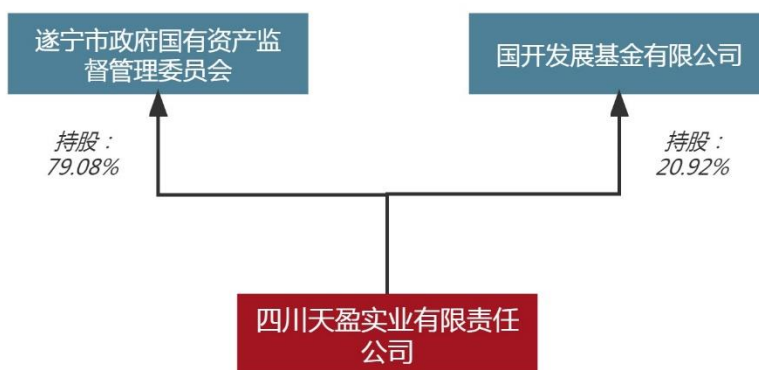 遂宁市政府国有资产监
督管理委员会
国开发展基金有限公司
持股：
79.08%
持股：
20.92%
四川天盈实业有限责任
公司